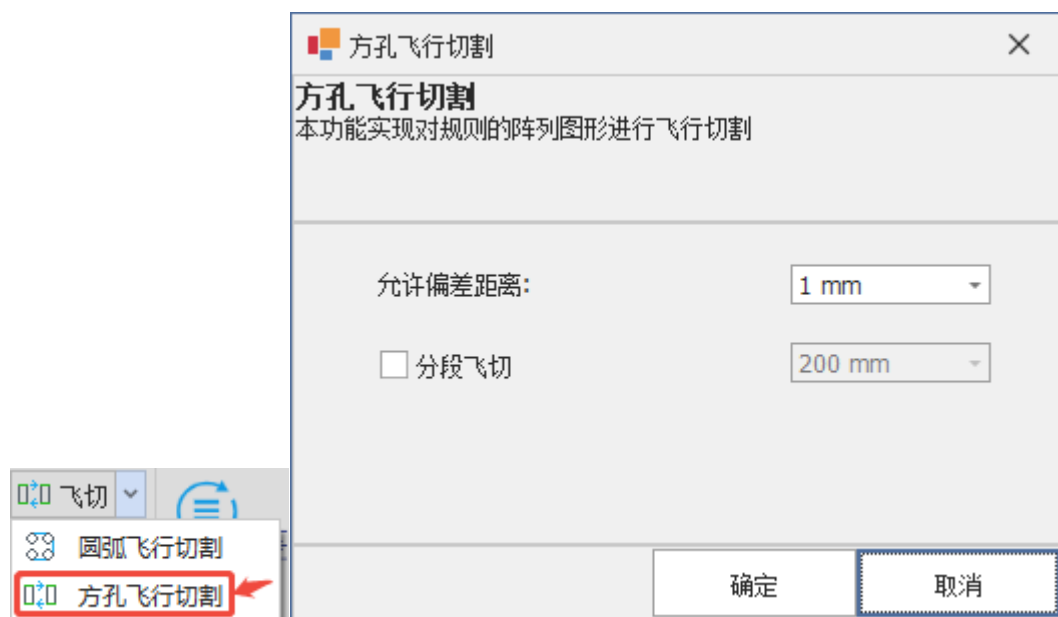 方孔飞行切割
方孔飞行切割
本功能实现对规则的阵列图形进行飞行切割
允许偏差距离:
1 mm
分段飞切
200 mm
确定
取消
飞切
圆弧飞行切割
方孔飞行切割